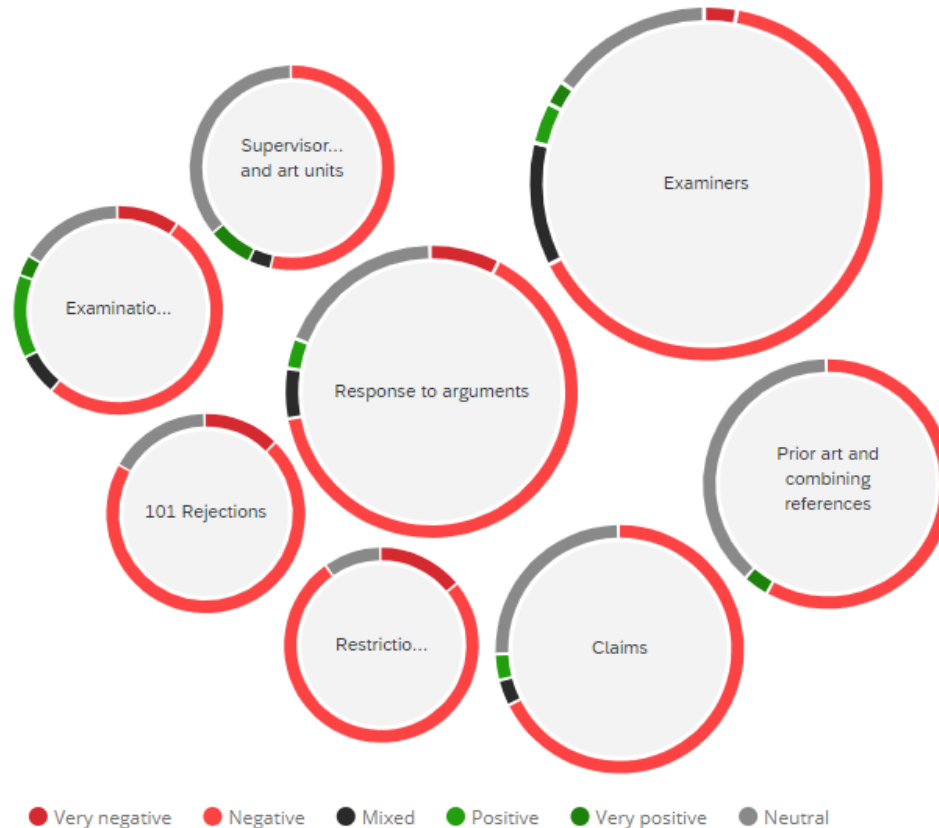 Supervisor...
and art units
Examiners
Examinatio...
Response to arguments
Prior art and
combining
references
101 Rejections
Restrictio...
Claims
Very negative
Negative
Mixed
Positive
Very positive
Neutral